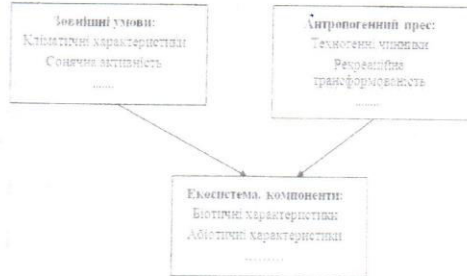 Зовнішні умови:
Кліматичні характеристики
Сонячна активність
.......
Антропогенний прес:
Техногенні чинники
Рекреаційна
трансформованість
........
Екосистема, компоненти:
Біотичні характеристики
Абіотичні характеристики
.........